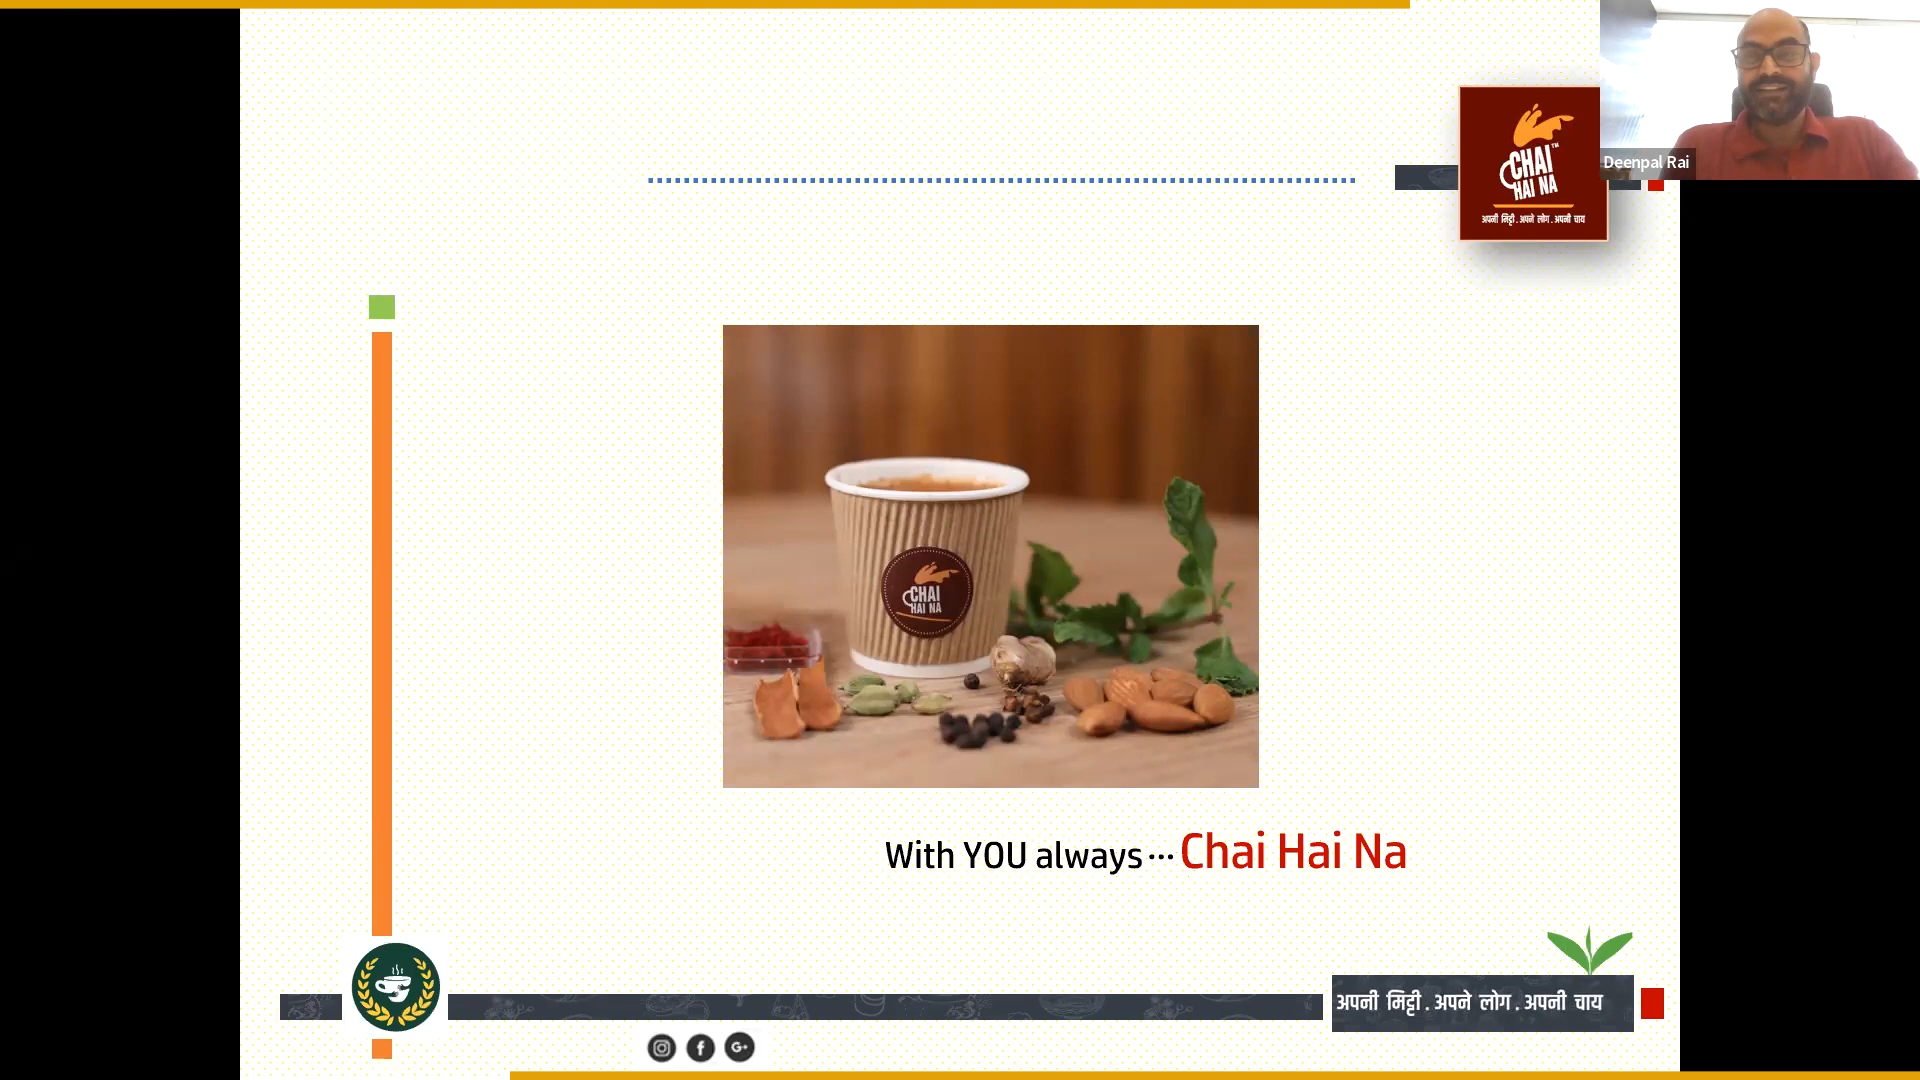 CHAI™
HAI NA
अपनी मिट्टी . अपने लोग . अपनी चाय
Deenpal Rai
CHAI
HAI NA
With YOU always... Chai Hai Na
अपनी मिट्टी . अपने लोग . अपनी चाय
G+